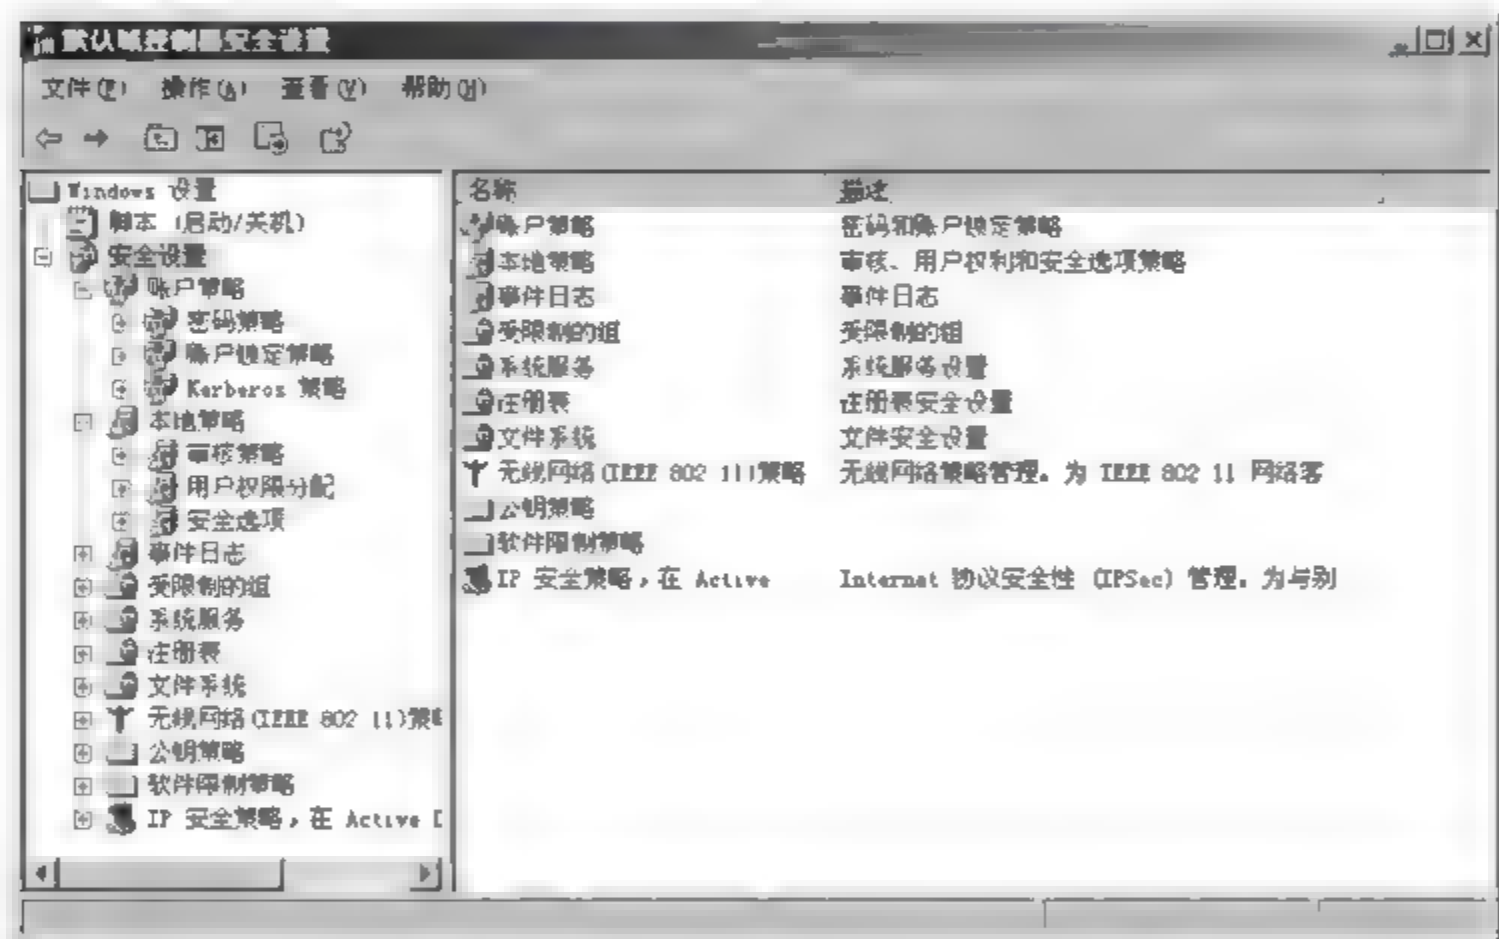 默认域控制器安全设置
文件(F) 操作(A) 查看(V) 帮助(H)
Windows 设置
脚本 (启动/关机)
安全设置
账户策略
密码策略
账户锁定策略
Kerberos 策略
本地策略
审核策略
用户权限分配
安全选项
事件日志
受限制的组
系统服务
注册表
文件系统
无线网络(IEEE 802 11)策略
公钥策略
软件限制策略
IP 安全策略，在 Active D
名称 描述
账户策略 密码和账户锁定策略
本地策略 审核、用户权利和安全选项策略
事件日志 事件日志
受限制的组 受限制的组
系统服务 系统服务设置
注册表 注册表安全设置
文件系统 文件安全设置
无线网络(IEEE 802 11)策略 无线网络策略管理。为 IEEE 802 11 网络客
公钥策略
软件限制策略
IP 安全策略，在 Active Internet 协议安全性 (IPSec) 管理。为与别